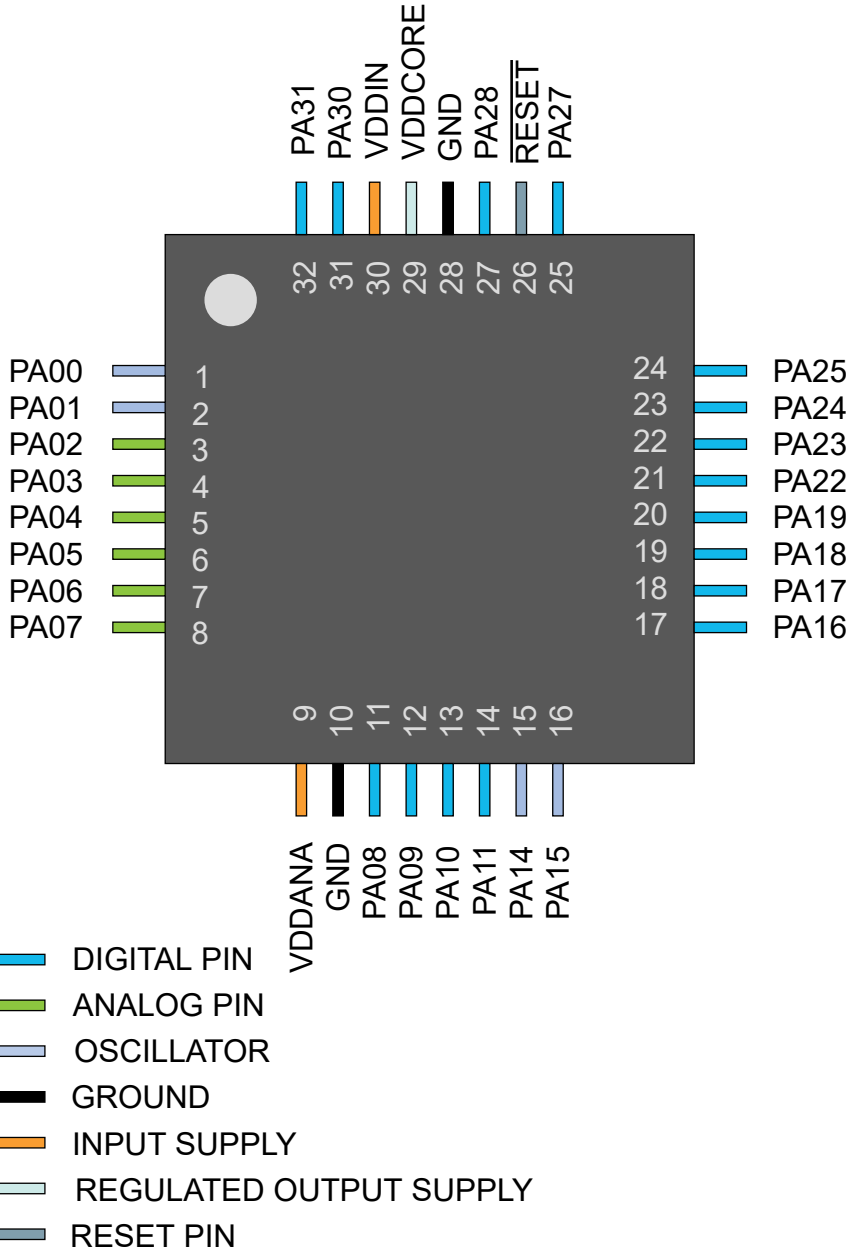 PA31
PA30
VDDIN
VDDCORE
GND
PA28
RESET
PA27
32
31
30
29
28
27
26
25
PA00 1
PA01 2
PA02 3
PA03 4
PA04 5
PA05 6
PA06 7
PA07 8
24 PA25
23 PA24
22 PA23
21 PA22
20 PA19
19 PA18
18 PA17
17 PA16
9
10
11
12
13
14
15
16
VDDANA
GND
PA08
PA09
PA10
PA11
PA14
PA15
DIGITAL PIN
ANALOG PIN
OSCILLATOR
GROUND
INPUT SUPPLY
REGULATED OUTPUT SUPPLY
RESET PIN